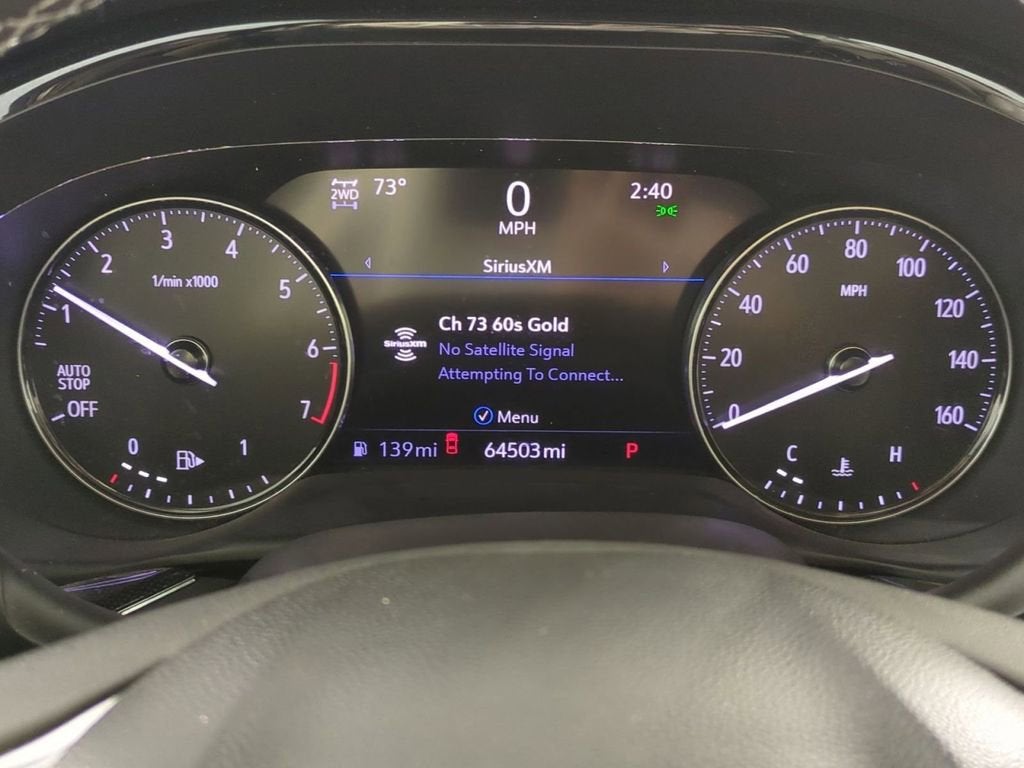 2WD 73°
0
MPH
2:40
SiriusXM
SiriusXM
Ch 73 60s Gold
No Satellite Signal
Attempting To Connect...
Menu
139mi
64503mi
P
1/min x1000
1
2
3
4
5
6
7
AUTO
STOP
OFF
0
1
MPH
0
20
40
60
80
100
120
140
160
C
H